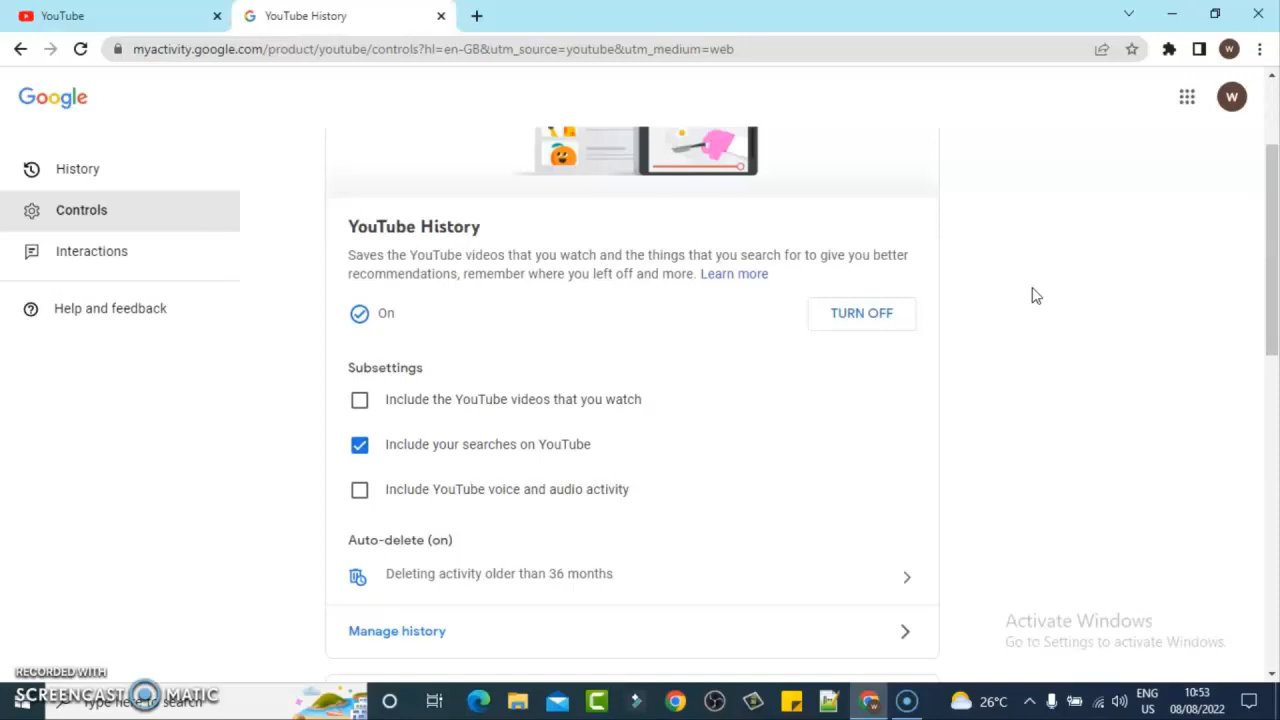 YouTube
YouTube History
myactivity.google.com/product/youtube/controls?hl=en-GB&utm_source=youtube&utm_medium=web
W
Google
W
History
Controls
Interactions
Help and feedback
YouTube History
Saves the YouTube videos that you watch and the things that you search for to give you better
recommendations, remember where you left off and more. Learn more
On
TURN OFF
Subsettings
Include the YouTube videos that you watch
Include your searches on YouTube
Include YouTube voice and audio activity
Auto-delete (on)
Deleting activity older than 36 months
Manage history
Activate Windows
Go to Settings to activate Windows.
RECORDED WITH
SCREENCAST MATIC
Type here to search
26°C
ENG
US
10:53
08/08/2022